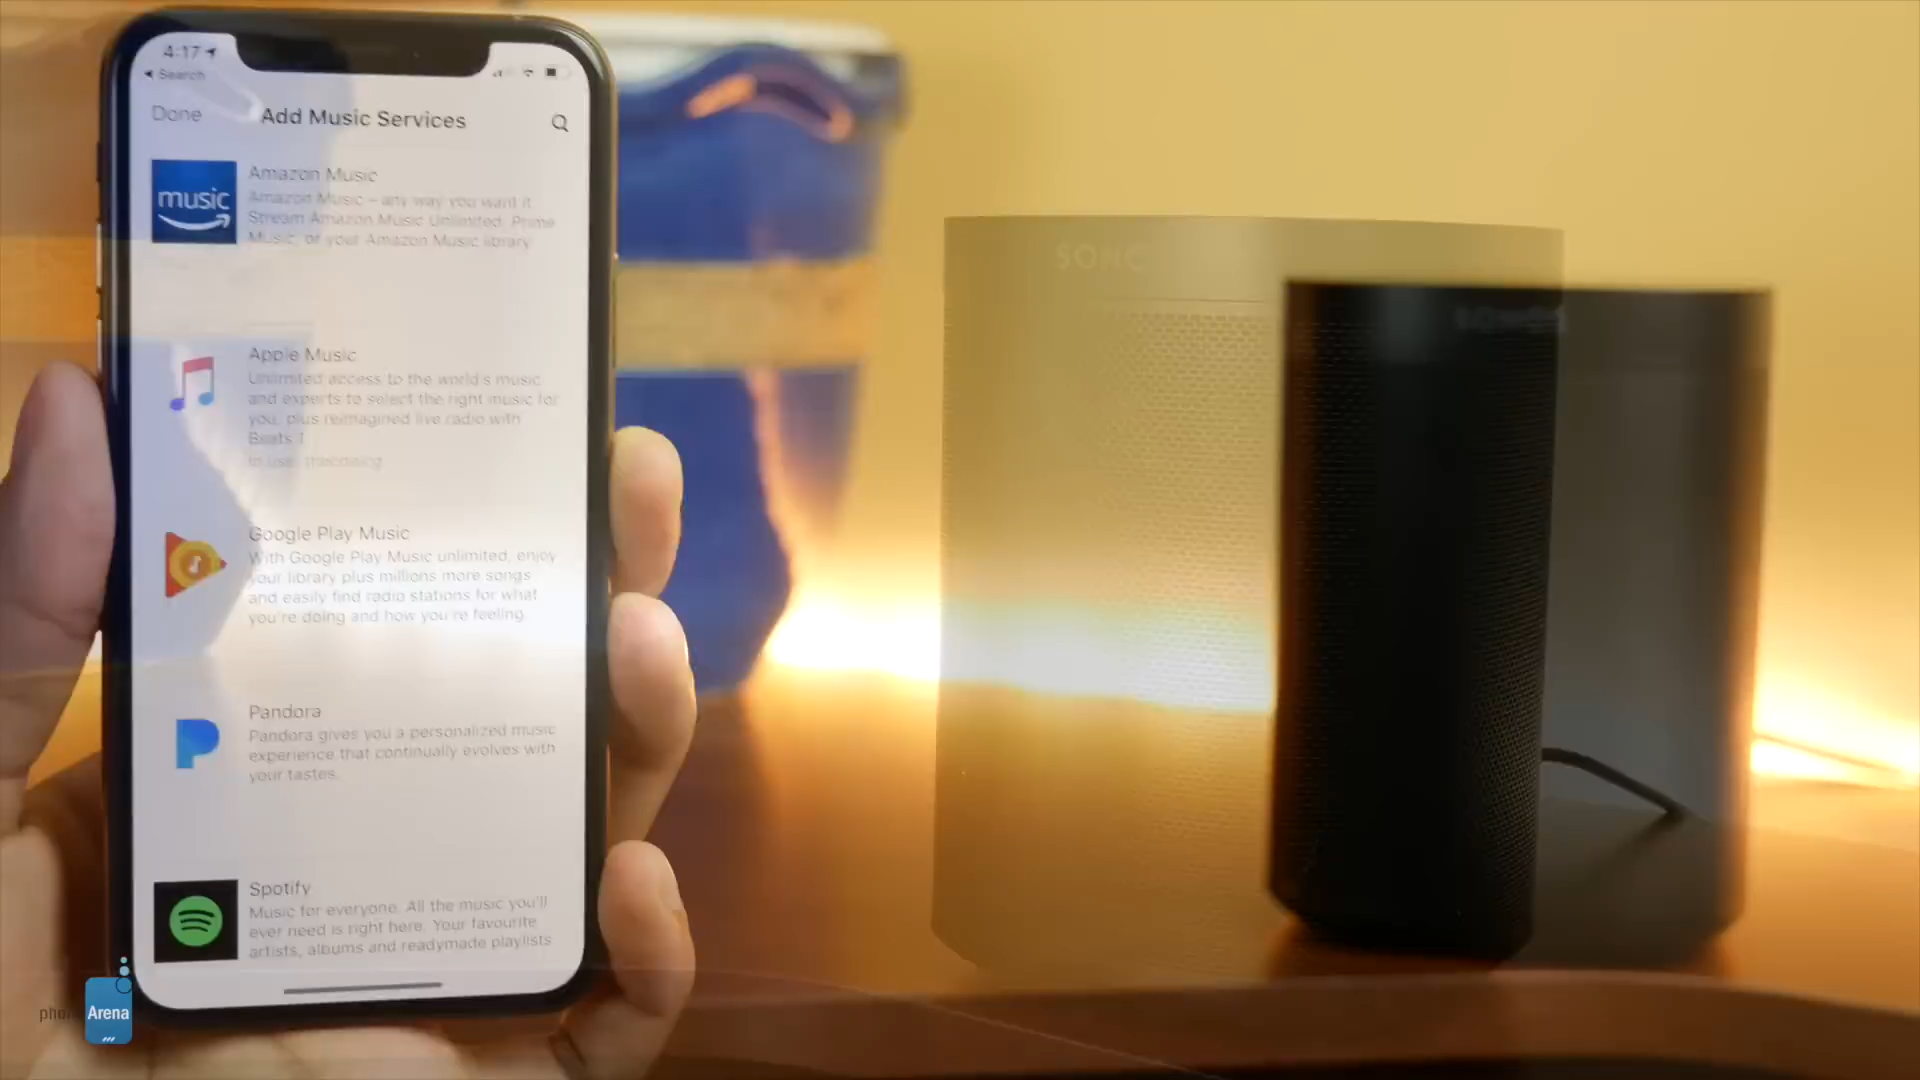 4:17
Search
Done
Add Music Services
music
Amazon Music
Amazon Music – any way you want it.
Stream Amazon Music Unlimited, Prime
Music, or your Amazon Music library
Apple Music
Unlimited access to the world's music
and experts to select the right music for
you, plus reimagined live radio with
Beats 1
Google Play Music
With Google Play Music unlimited, enjoy
your library plus millions more songs
and easily find radio stations for what
you're doing and how you're feeling.
Pandora
Pandora gives you a personalized music
experience that continually evolves with
your tastes.
Spotify
Music for everyone. All the music you'll
ever need is right here. Your favourite
artists, albums and readymade playlists
SONOS
Arena